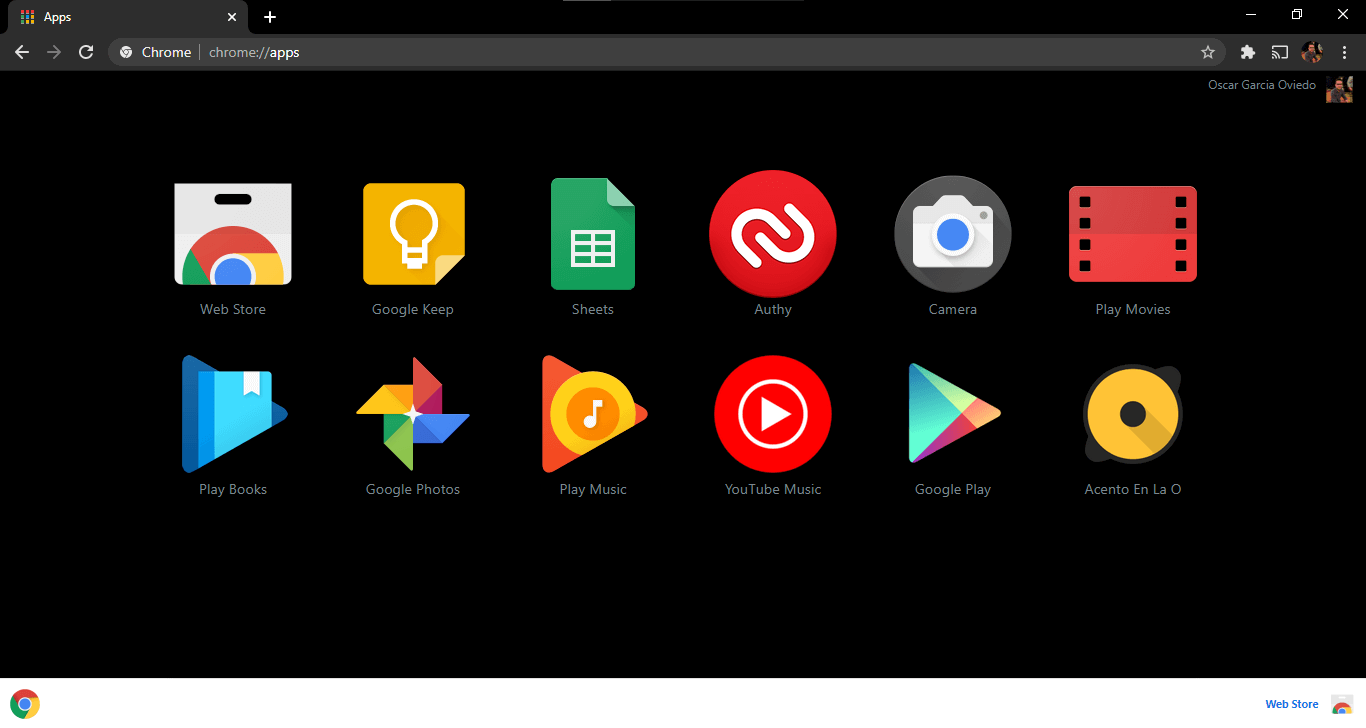 Apps
Chrome
chrome://apps
Oscar Garcia Oviedo
Web Store
Google Keep
Sheets
Authy
Camera
Play Movies
Play Books
Google Photos
Play Music
YouTube Music
Google Play
Acento En La O
Web Store